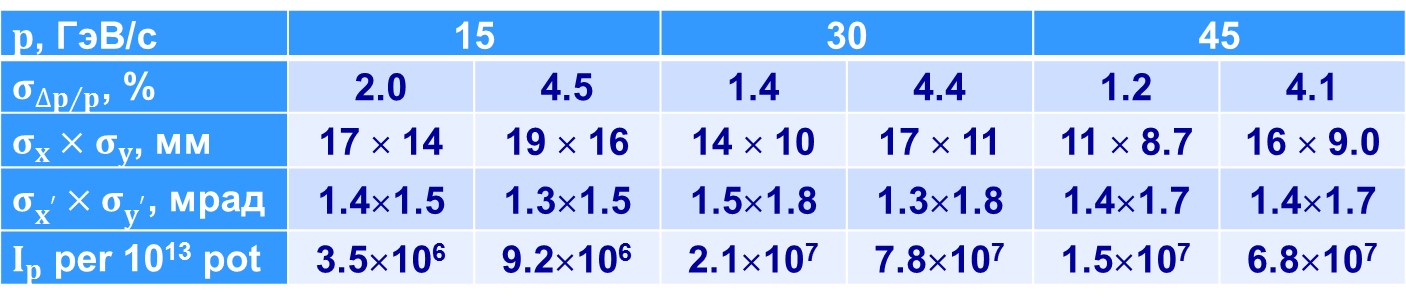 p, ГэВ/с 15 30 45
σΔp/p, % 2.0 4.5 1.4 4.4 1.2 4.1
σx × σy, мм 17 × 14 19 × 16 14 × 10 17 × 11 11 × 8.7 16 × 9.0
σx′ × σy′, мрад 1.4×1.5 1.3×1.5 1.5×1.8 1.3×1.8 1.4×1.7 1.4×1.7
Ip per 10¹³ pot 3.5×10⁶ 9.2×10⁶ 2.1×10⁷ 7.8×10⁷ 1.5×10⁷ 6.8×10⁷